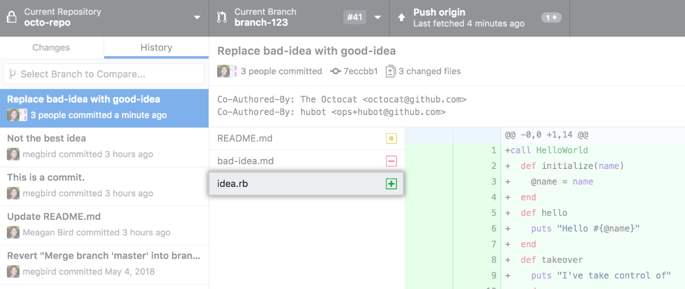 Current Repository
octo-repo
Current Branch
branch-123
#41
Push origin
Last fetched 4 minutes ago
1
Changes
History
Select Branch to Compare...
Replace bad-idea with good-idea
3 people committed a minute ago
Not the best idea
megbird committed 3 hours ago
This is a commit.
megbird committed 3 hours ago
Update README.md
Meagan Bird committed 3 hours ago
Revert "Merge branch 'master' into bran...
megbird committed May 4, 2018
Replace bad-idea with good-idea
3 people committed
7eccbb1
3 changed files
Co-Authored-By: The Octocat <octocat@github.com>
Co-Authored-By: hubot <ops+hubot@github.com>
README.md
bad-idea.md
idea.rb
@@ -0,0 +1,14 @@
1 +call HelloWorld
2 + def initialize(name)
3 + @name = name
4 + end
5 + def hello
6 + puts "Hello #{@name}"
7 + end
8 + def takeover
9 + puts "I've take control of"